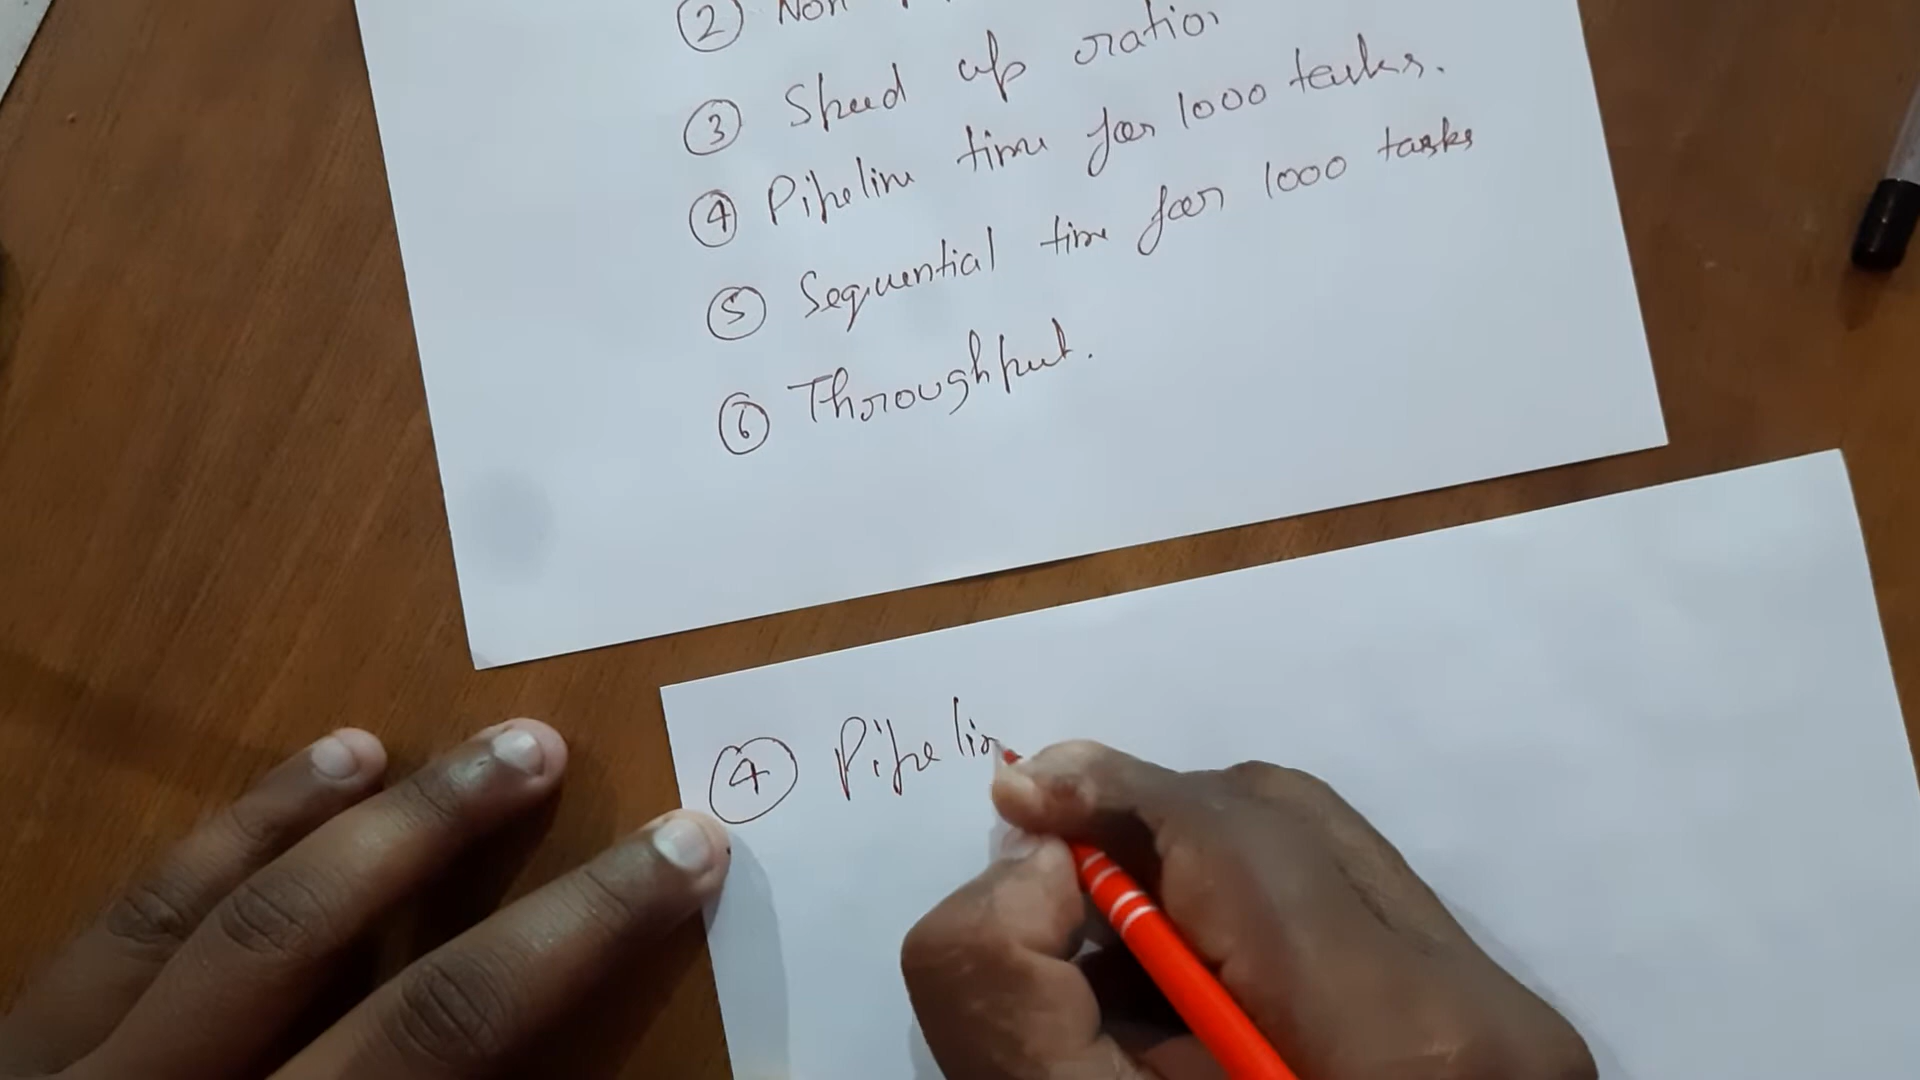 ② Non
③ Speed up ratio
④ Pipeline time for 1000 tasks.
⑤ Sequential time for 1000 tasks
⑥ Throughput.
④ Pipelin